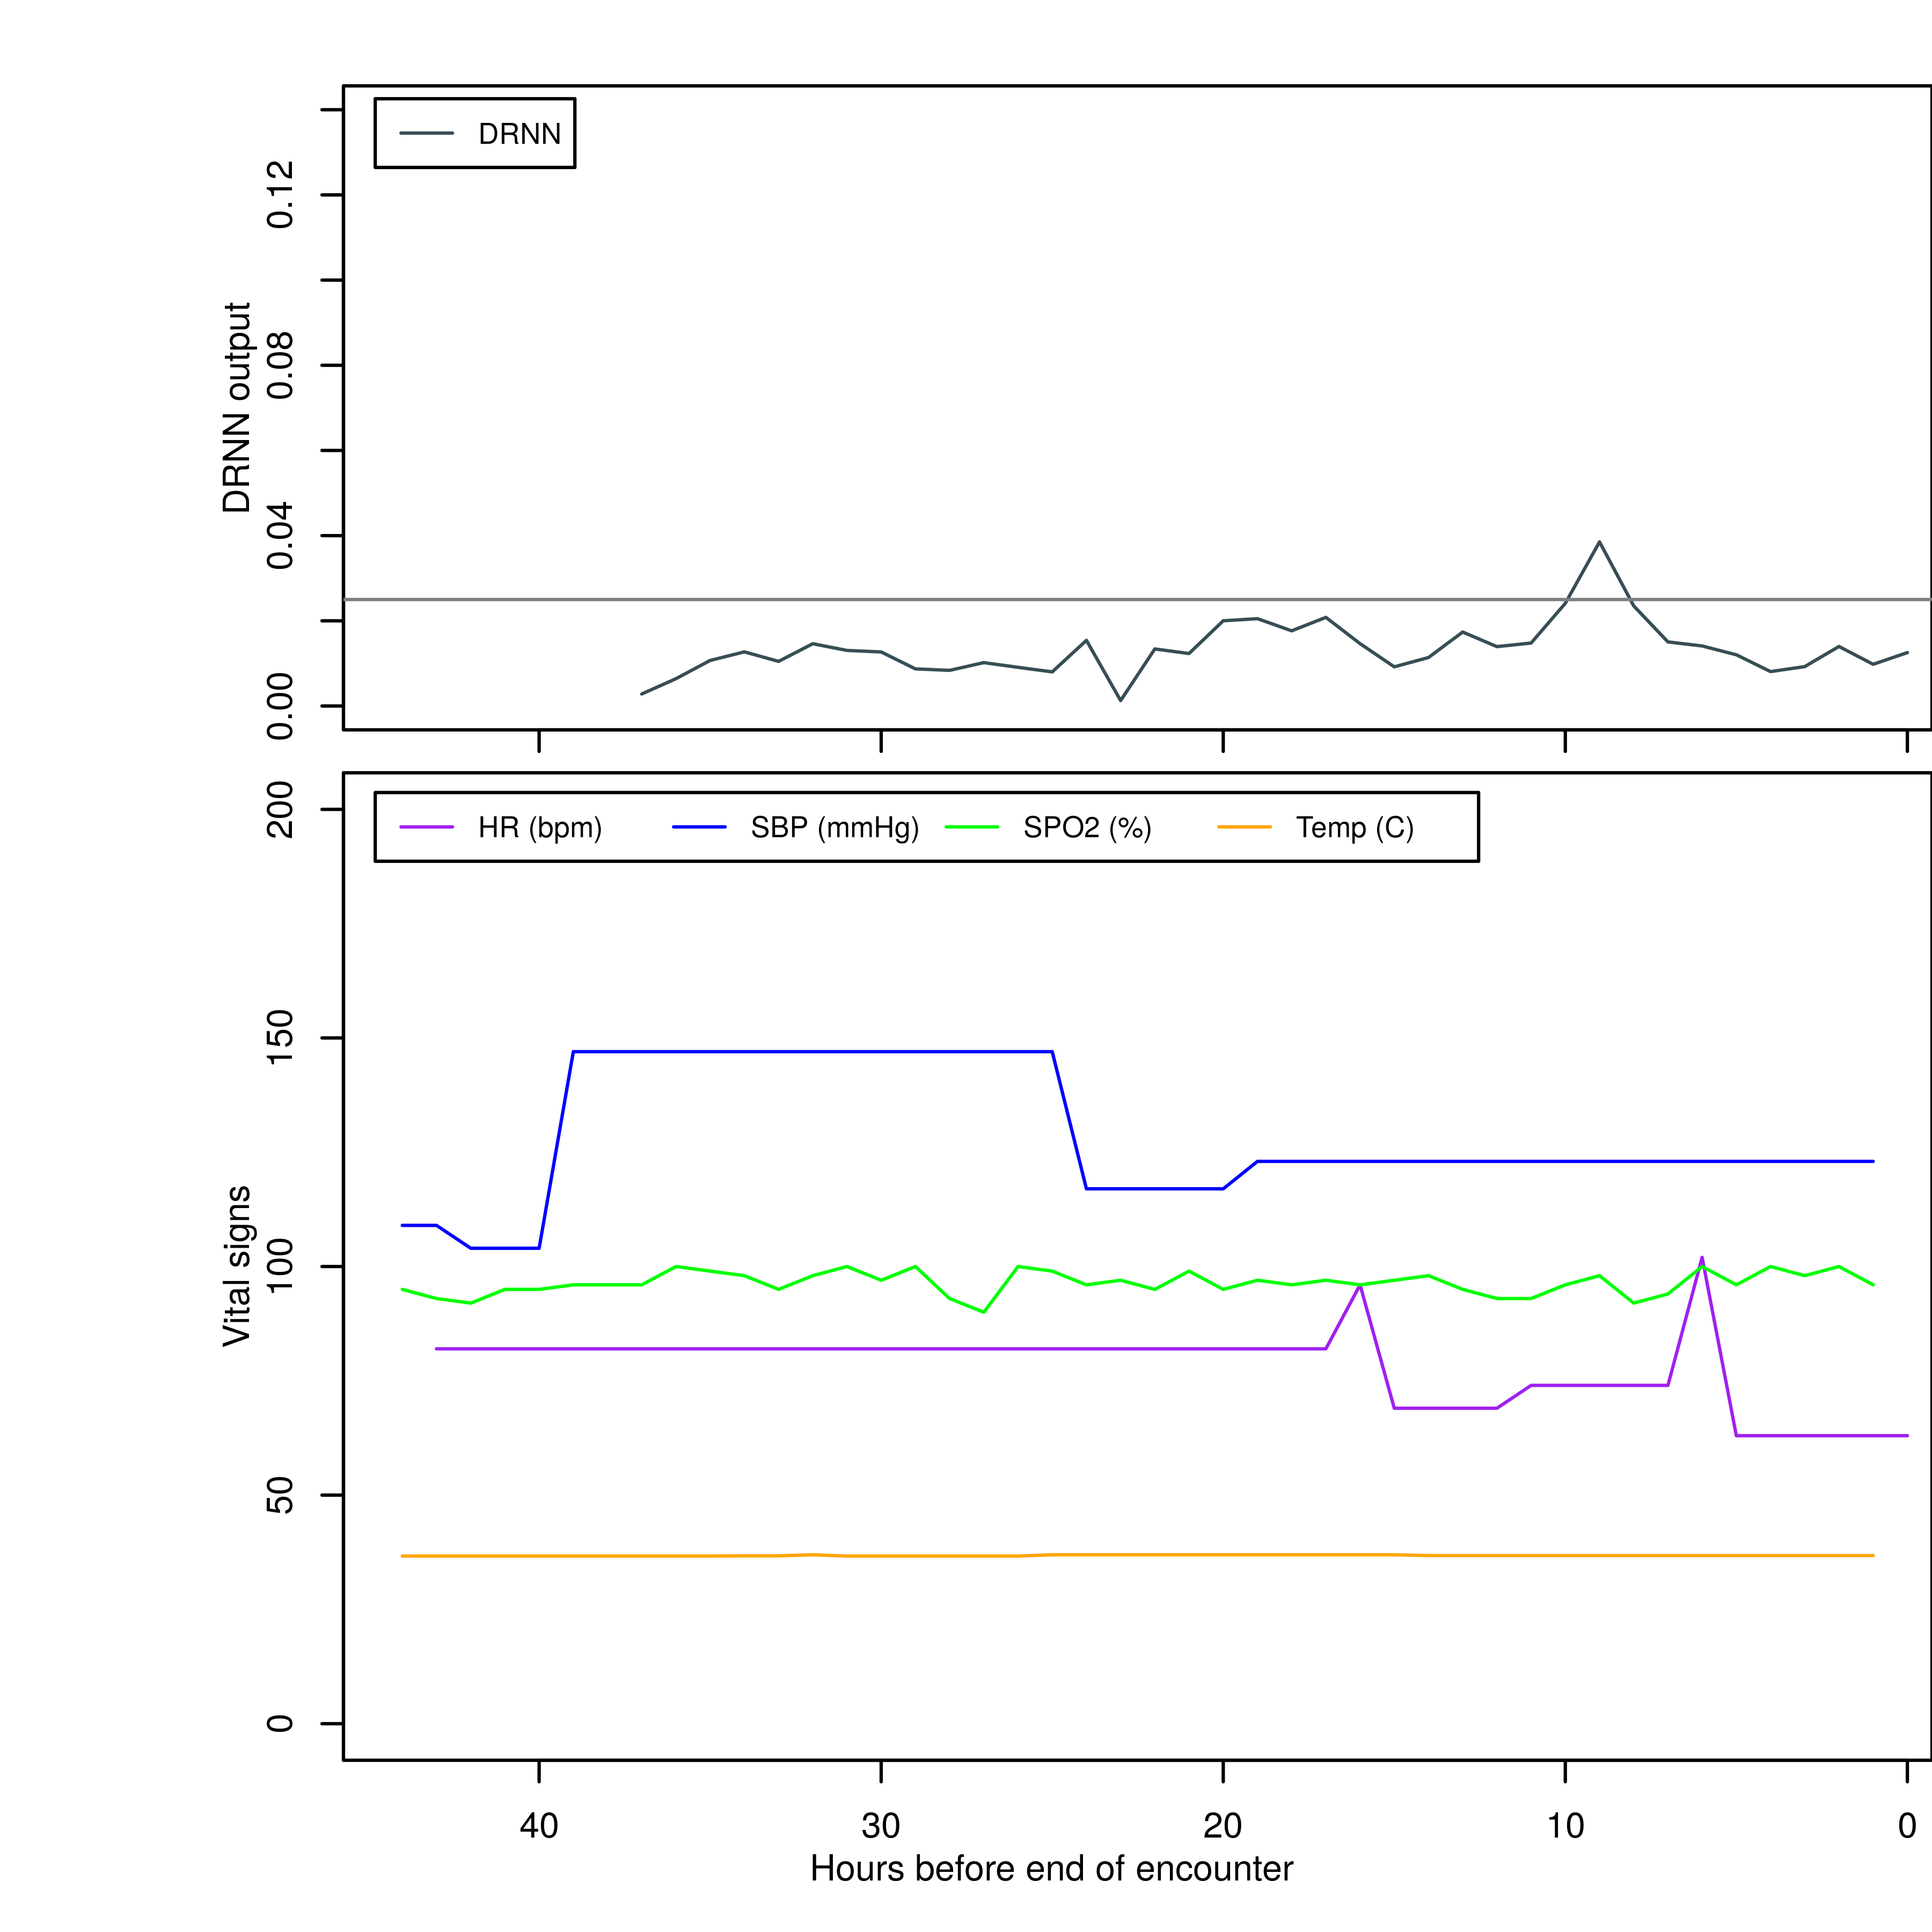 DRNN
0.12
0.08
0.04
0.00
DRNN output
HR (bpm) SBP (mmHg) SPO2 (%) Temp (C)
200
150
100
50
0
Vital signs
40 30 20 10 0
Hours before end of encounter